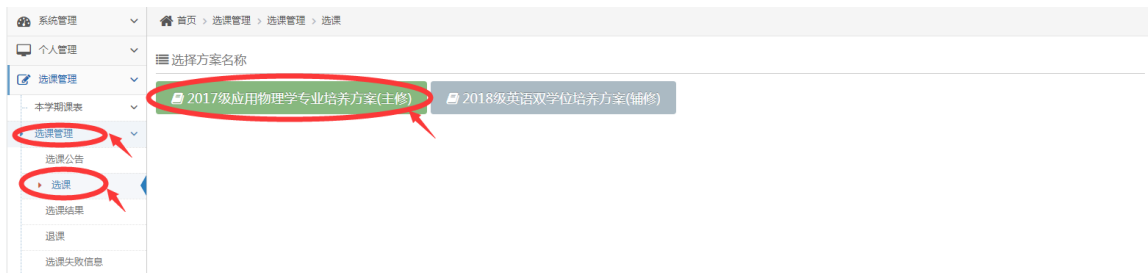 系统管理
个人管理
选课管理
本学期课表
选课管理
选课公告
选课
选课结果
退课
选课失败信息
首页 > 选课管理 > 选课管理 > 选课
选择方案名称
2017级应用物理学专业培养方案(主修)
2018级英语双学位培养方案(辅修)